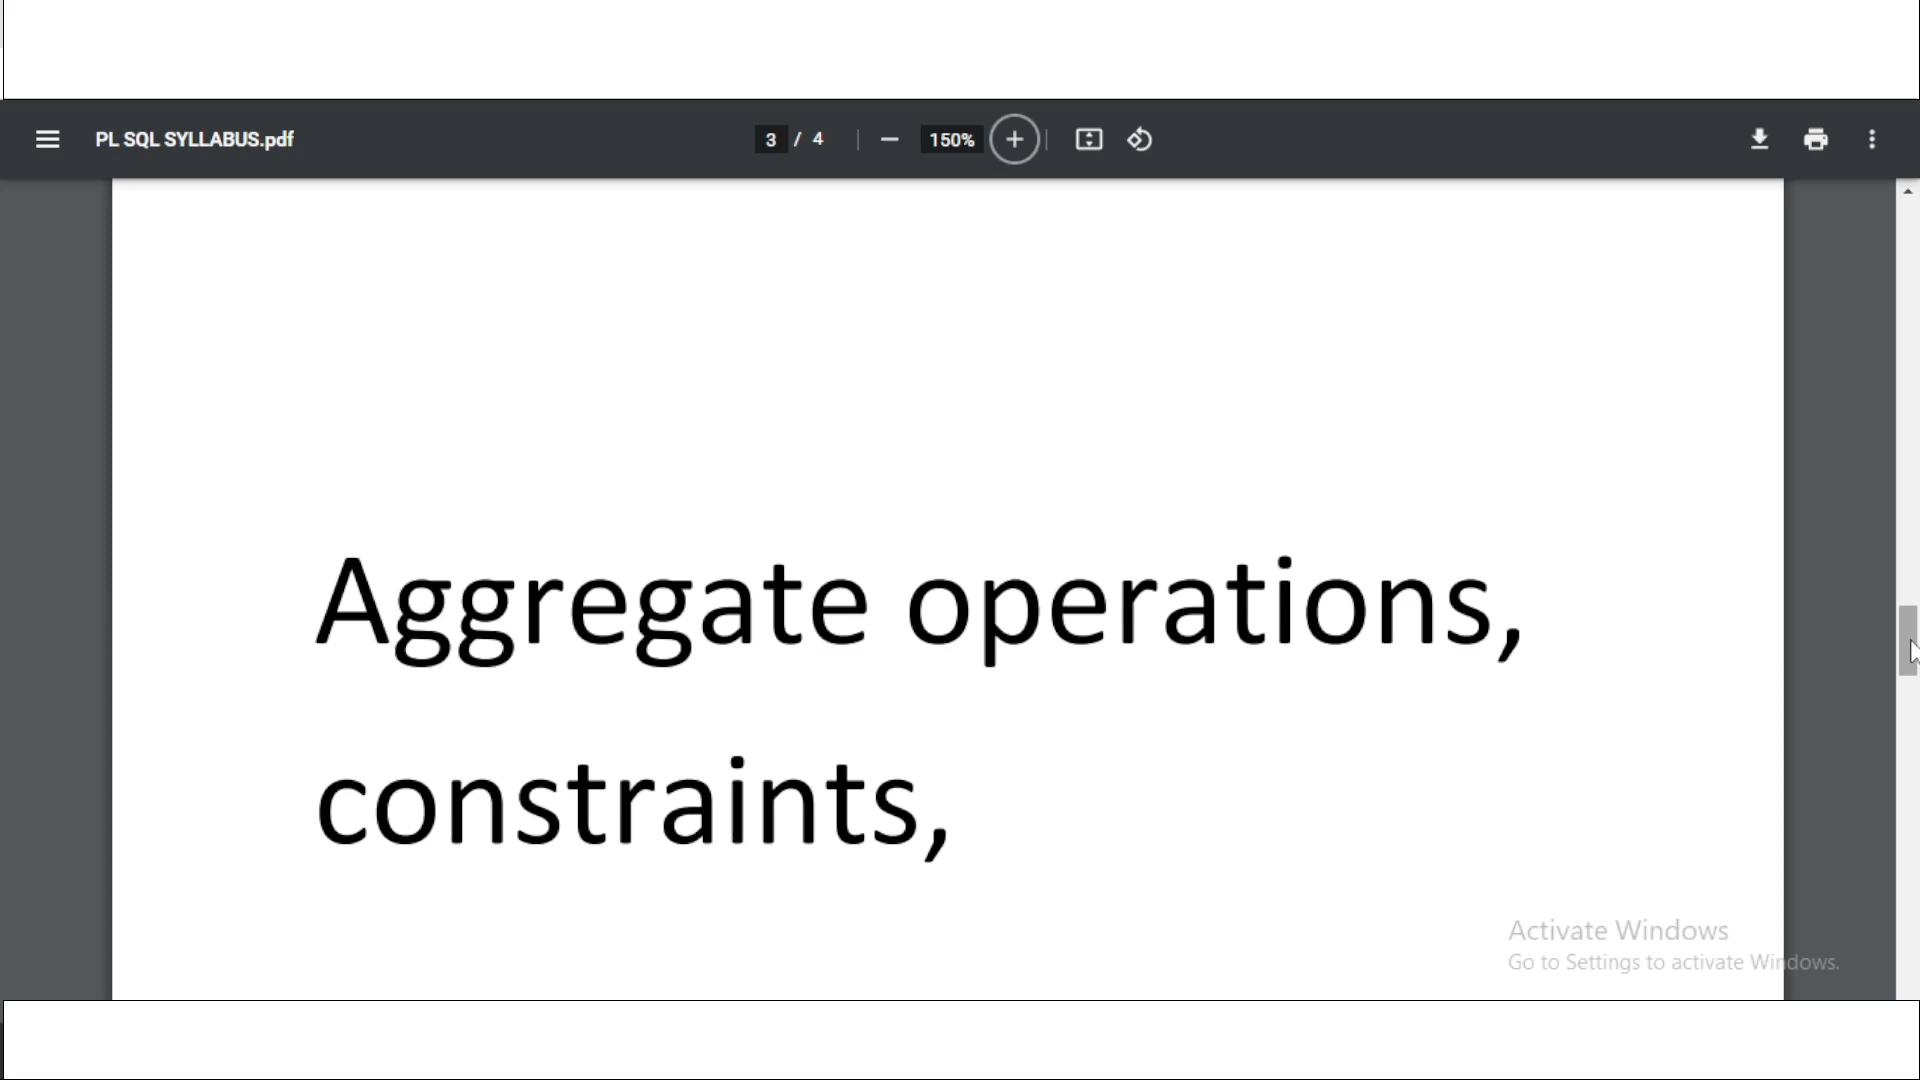 PL SQL SYLLABUS.pdf
3 / 4
150%
Aggregate operations,
constraints,
Activate Windows
Go to Settings to activate Windows.